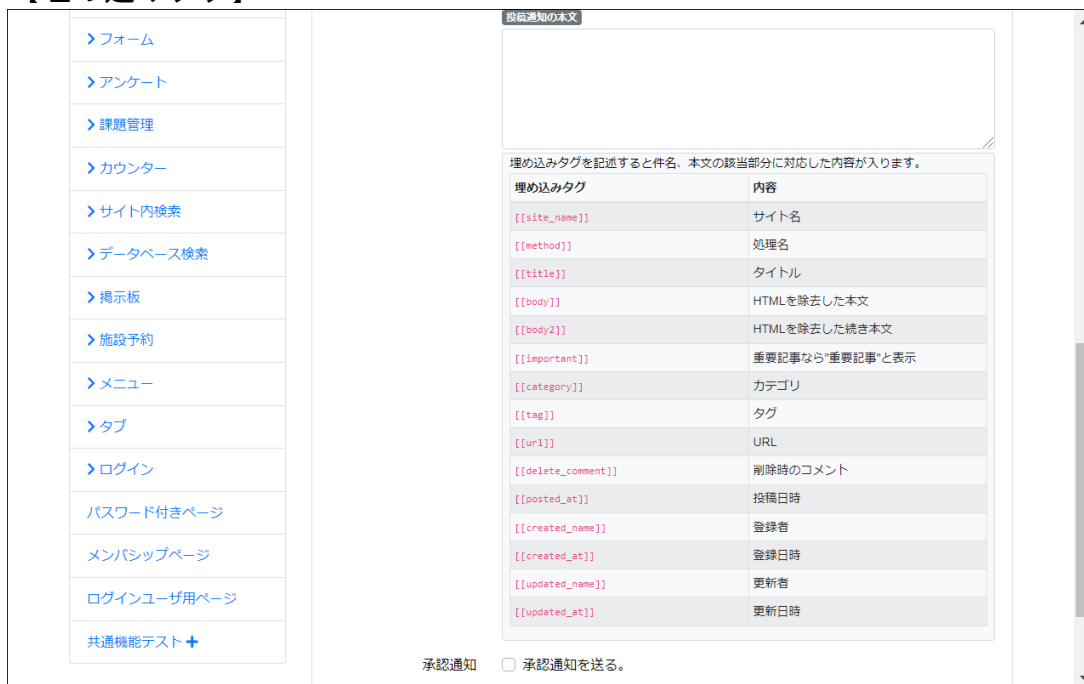 フォーム
アンケート
課題管理
カウンター
サイト内検索
データベース検索
掲示板
施設予約
メニュー
タブ
ログイン
パスワード付きページ
メンバシップページ
ログインユーザ用ページ
共通機能テスト
投稿通知の本文
埋め込みタグを記述すると件名、本文の該当部分に対応した内容が入ります。
埋め込みタグ 内容
[[site_name]] サイト名
[[method]] 処理名
[[title]] タイトル
[[body]] HTMLを除去した本文
[[body2]] HTMLを除去した続き本文
[[important]] 重要記事なら"重要記事"と表示
[[category]] カテゴリ
[[tag]] タグ
[[url]] URL
[[delete_comment]] 削除時のコメント
[[posted_at]] 投稿日時
[[created_name]] 登録者
[[created_at]] 登録日時
[[updated_name]] 更新者
[[updated_at]] 更新日時
承認通知 承認通知を送る。